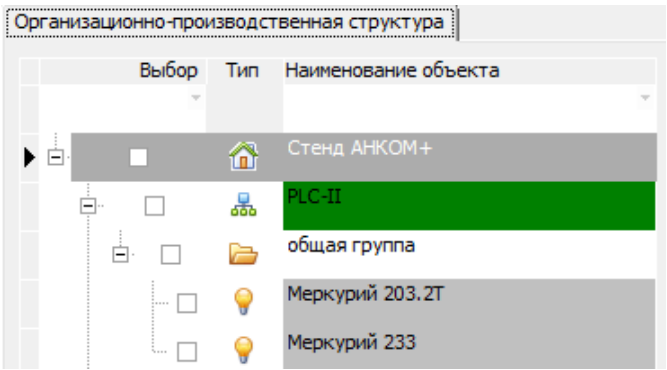 Организационно-производственная структура
Выбор Тип Наименование объекта
Стенд АНКОМ+
PLC-II
общая группа
Меркурий 203.2Т
Меркурий 233